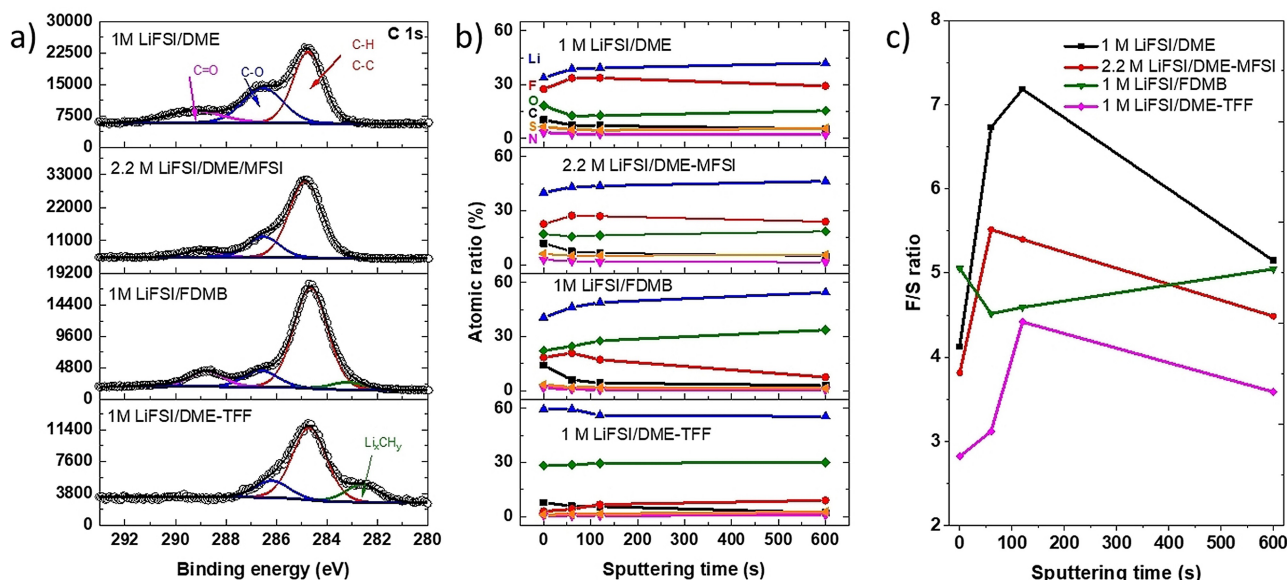 a)
1M LiFSI/DME
C 1s
C=O
C-O
C-H
C-C
30000
22500
15000
7500
0
2.2 M LiFSI/DME/MFSI
33000
22000
11000
0
1M LiFSI/FDMB
19200
14400
9600
4800
0
1M LiFSI/DME-TFF
LiₓCHᵧ
11400
7600
3800
0
292 290 288 286 284 282 280
Binding energy (eV)
b)
1 M LiFSI/DME
Li
F
O
C
S
N
60
30
0
2.2 M LiFSI/DME-MFSI
60
30
0
1M LiFSI/FDMB
60
30
0
1 M LiFSI/DME-TFF
60
30
0
Atomic ratio (%)
0 100 200 300 400 500 600
Sputtering time (s)
c)
1 M LiFSI/DME
2.2 M LiFSI/DME-MFSI
1 M LiFSI/FDMB
1 M LiFSI/DME-TFF
8
7
6
5
4
3
2
F/S ratio
0 100 200 300 400 500 600
Sputtering time (s)